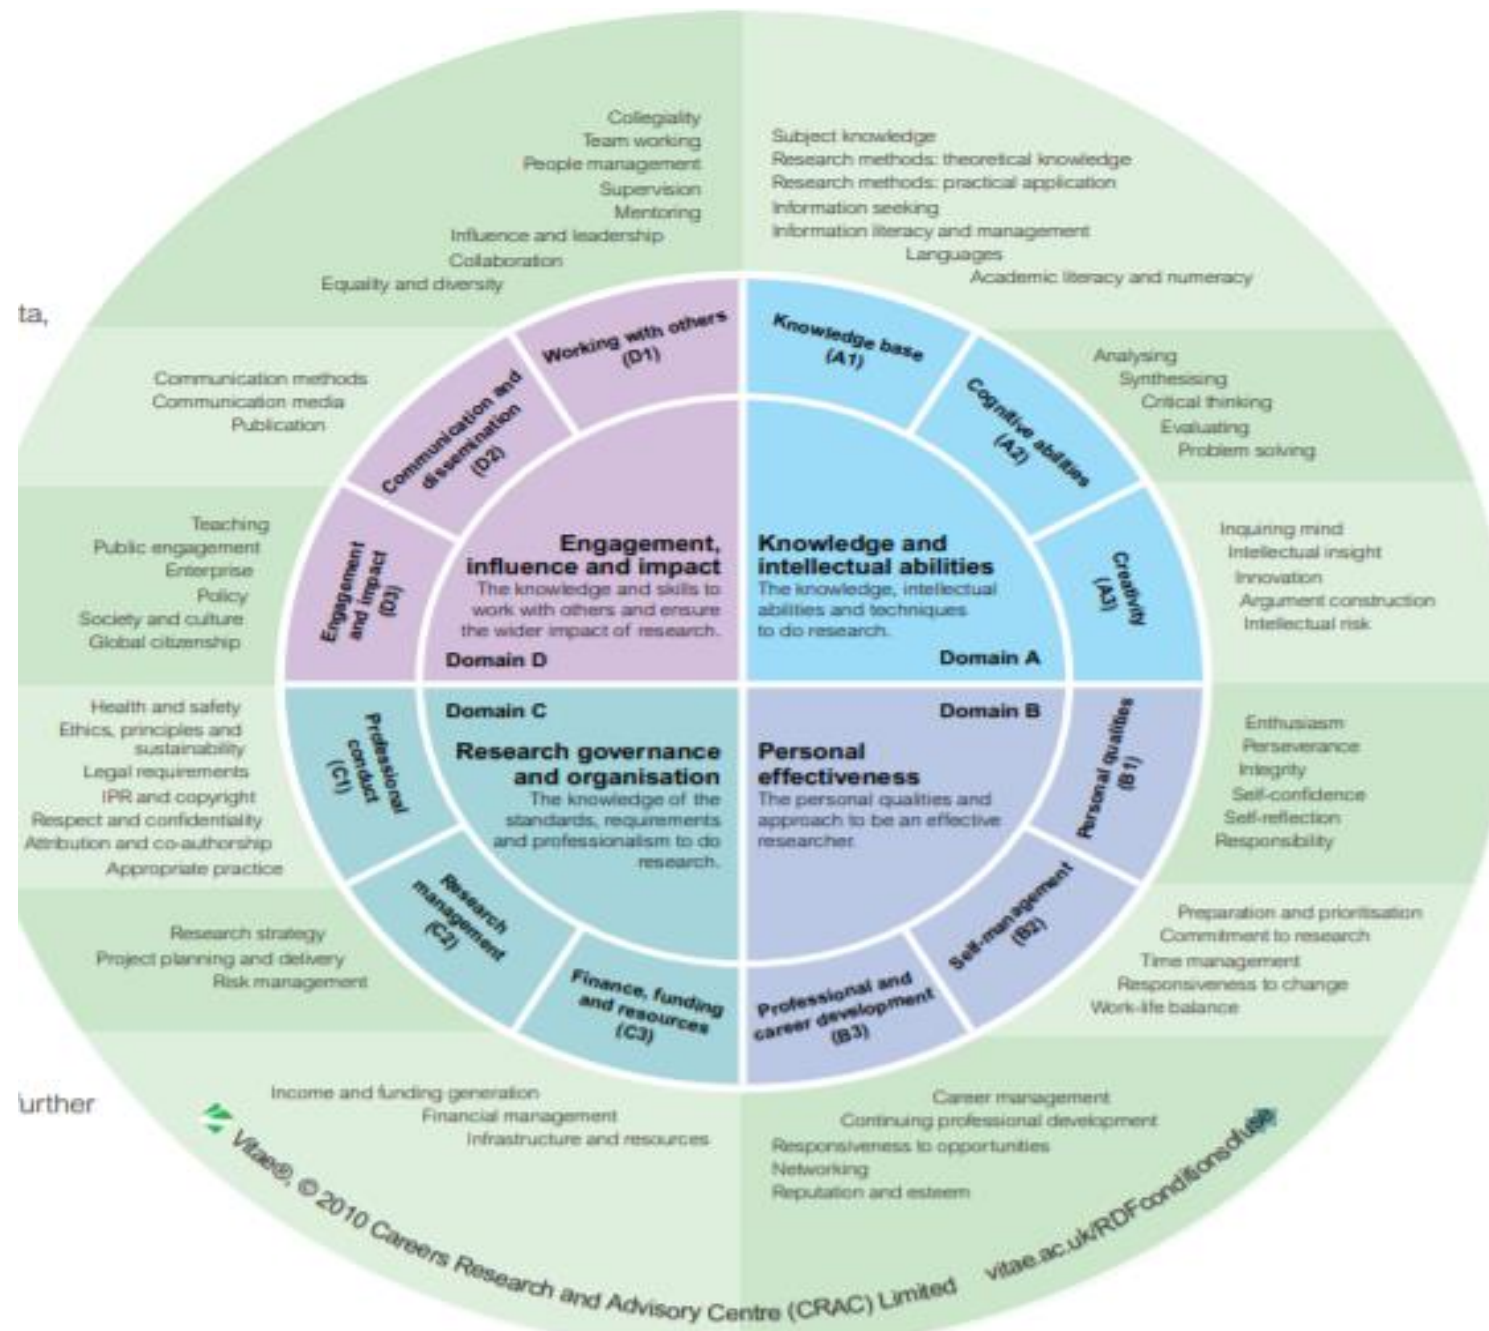 Collegiality
Team working
People management
Supervision
Mentoring
Influence and leadership
Collaboration
Equality and diversity
Subject knowledge
Research methods: theoretical knowledge
Research methods: practical application
Information seeking
Information literacy and management
Languages
Academic literacy and numeracy
ta,
Communication methods
Communication media
Publication
Analysing
Synthesising
Critical thinking
Evaluating
Problem solving
Teaching
Public engagement
Enterprise
Policy
Society and culture
Global citizenship
Inquiring mind
Intellectual insight
Innovation
Argument construction
Intellectual risk
Working with others
(D1)
Communication and
dissemination
(D2)
Engagement
and impact
(D3)
Knowledge base
(A1)
Cognitive abilities
(A2)
Creativity
(A3)
Engagement,
influence and impact
The knowledge and skills to
work with others and ensure
the wider impact of research.
Domain D
Knowledge and
intellectual abilities
The knowledge, intellectual
abilities and techniques
to do research.
Domain A
Domain C
Research governance
and organisation
The knowledge of the
standards, requirements
and professionalism to do
research.
Domain B
Personal
effectiveness
The personal qualities and
approach to be an effective
researcher.
Professional
conduct
(C1)
Research
management
(C2)
Finance, funding
and resources
(C3)
Personal qualities
(B1)
Self-management
(B2)
Professional and
career development
(B3)
Health and safety
Ethics, principles and
sustainability
Legal requirements
IPR and copyright
Respect and confidentiality
Attribution and co-authorship
Appropriate practice
Enthusiasm
Perseverance
Integrity
Self-confidence
Self-reflection
Responsibility
Research strategy
Project planning and delivery
Risk management
Preparation and prioritisation
Commitment to research
Time management
Responsiveness to change
Work-life balance
Income and funding generation
Financial management
Infrastructure and resources
Career management
Continuing professional development
Responsiveness to opportunities
Networking
Reputation and esteem
urther
Vitae®, © 2010 Careers Research and Advisory Centre (CRAC) Limited
vitae.ac.uk/RDFconditionsofuse